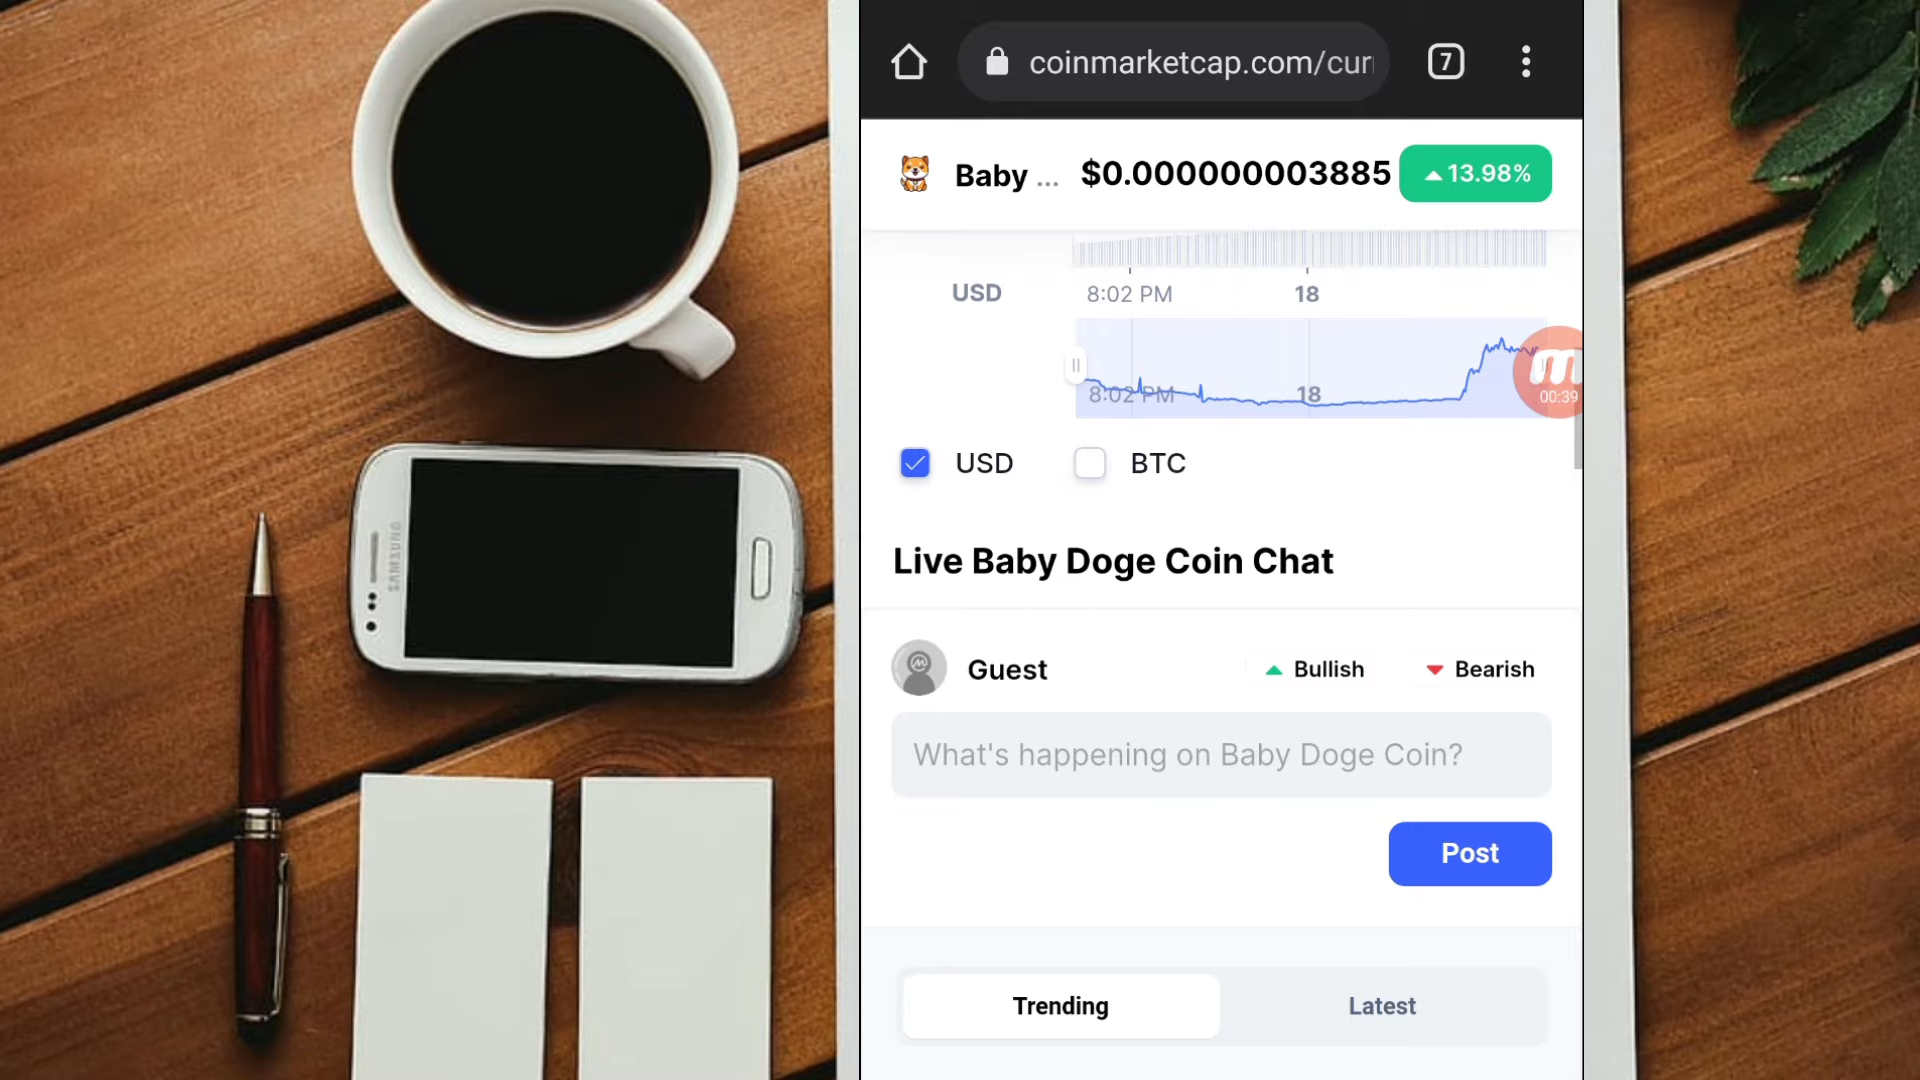 coinmarketcap.com/cur
7
Baby ... $0.000000003885 13.98%
USD
8:02 PM 18
8:02 PM 18
00:39
USD BTC
Live Baby Doge Coin Chat
Guest Bullish Bearish
What's happening on Baby Doge Coin?
Post
Trending Latest
SAMSUNG